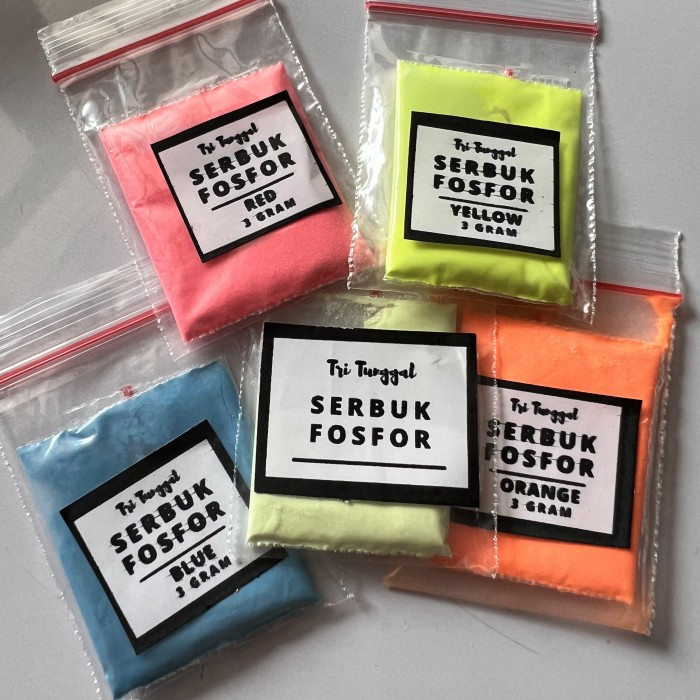 Tri Tunggal
SERBUK
FOSFOR
RED
3 GRAM
Tri Tunggal
SERBUK
FOSFOR
YELLOW
3 GRAM
Tri Tunggal
SERBUK
FOSFOR
Tri Tunggal
SERBUK
FOSFOR
ORANGE
3 GRAM
Tri Tunggal
SERBUK
FOSFOR
BLUE
3 GRAM